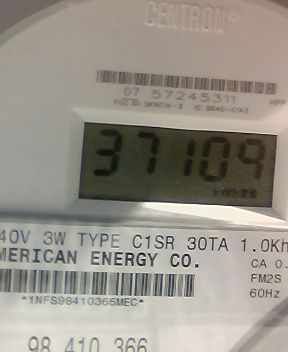 CENTRON®
07 57245311
37109
kWh
40V 3W TYPE C1SR 30TA 1.0Kh
MERICAN ENERGY CO.
CA 0.
FM2S
*1NFS98410366MEC*
60Hz
98 410 366